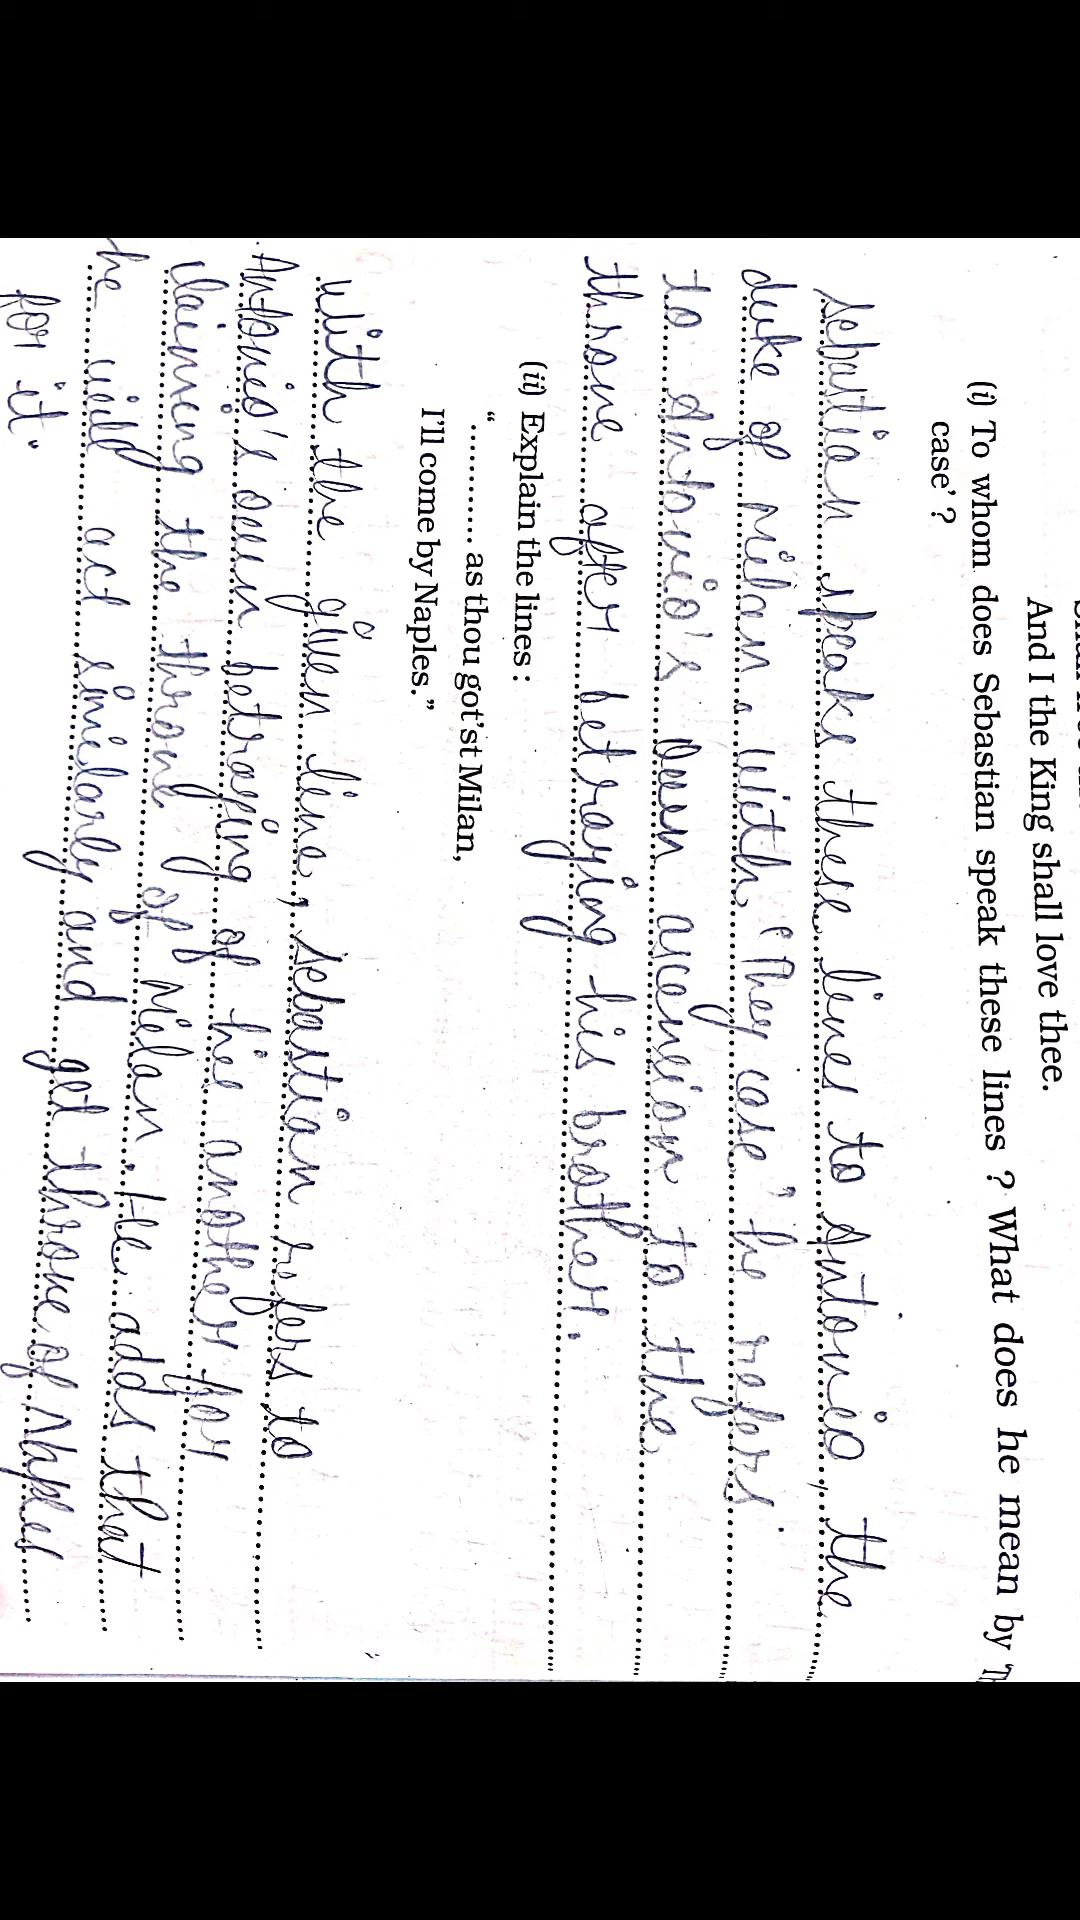 And I the King shall love thee.
(i) To whom does Sebastian speak these lines ? What does he mean by 'Th
case' ?
sebastian speaks these lines to Antonio, the
duke of milan. With 'They case' he refers
to Antonio's own ascension to the
throne after betraying his brother.
(ii) Explain the lines :
“ ........... as thou got'st Milan,
I'll come by Naples.”
With the given line, sebastian refers to
Antonio's own betraying of his another for
claiming the throne of Milan. He adds that
he will act similarly and get throne of Naples
for it.